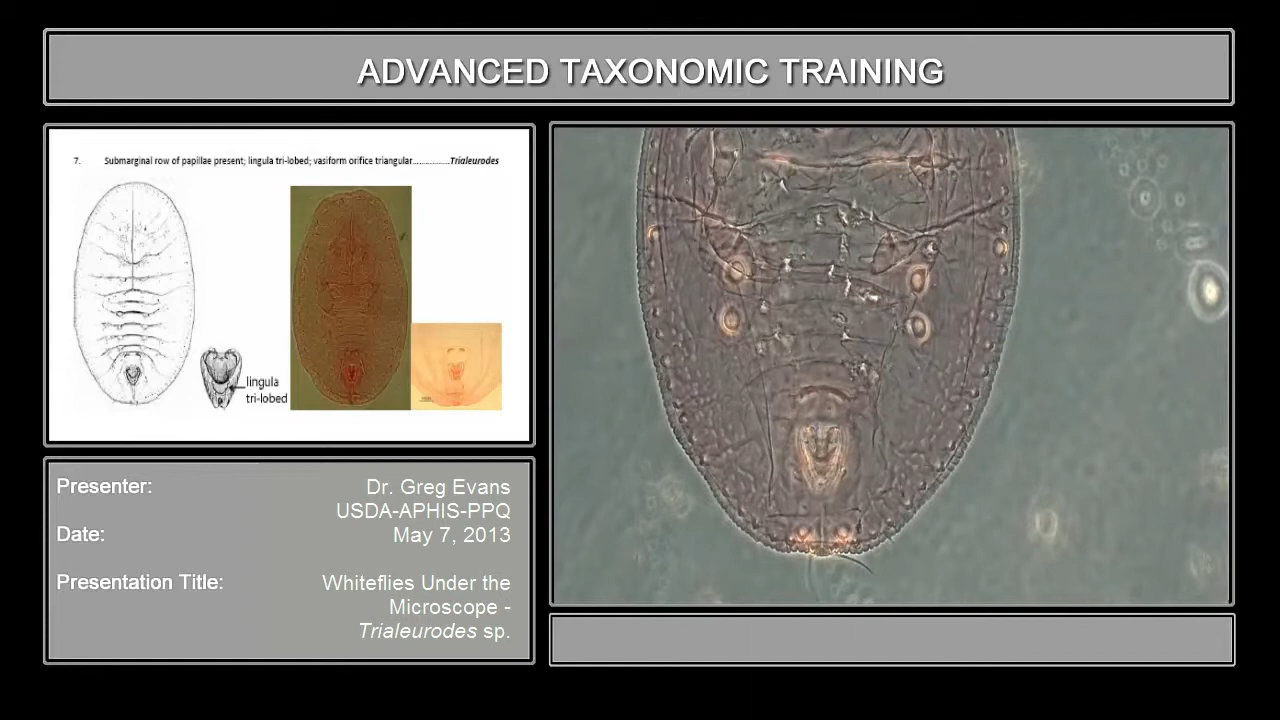 ADVANCED TAXONOMIC TRAINING
7. Submarginal row of papillae present; lingula tri-lobed; vasiform orifice triangular...............Trialeurodes
lingula
tri-lobed
Presenter: Dr. Greg Evans
USDA-APHIS-PPQ
Date: May 7, 2013
Presentation Title: Whiteflies Under the
Microscope -
Trialeurodes sp.